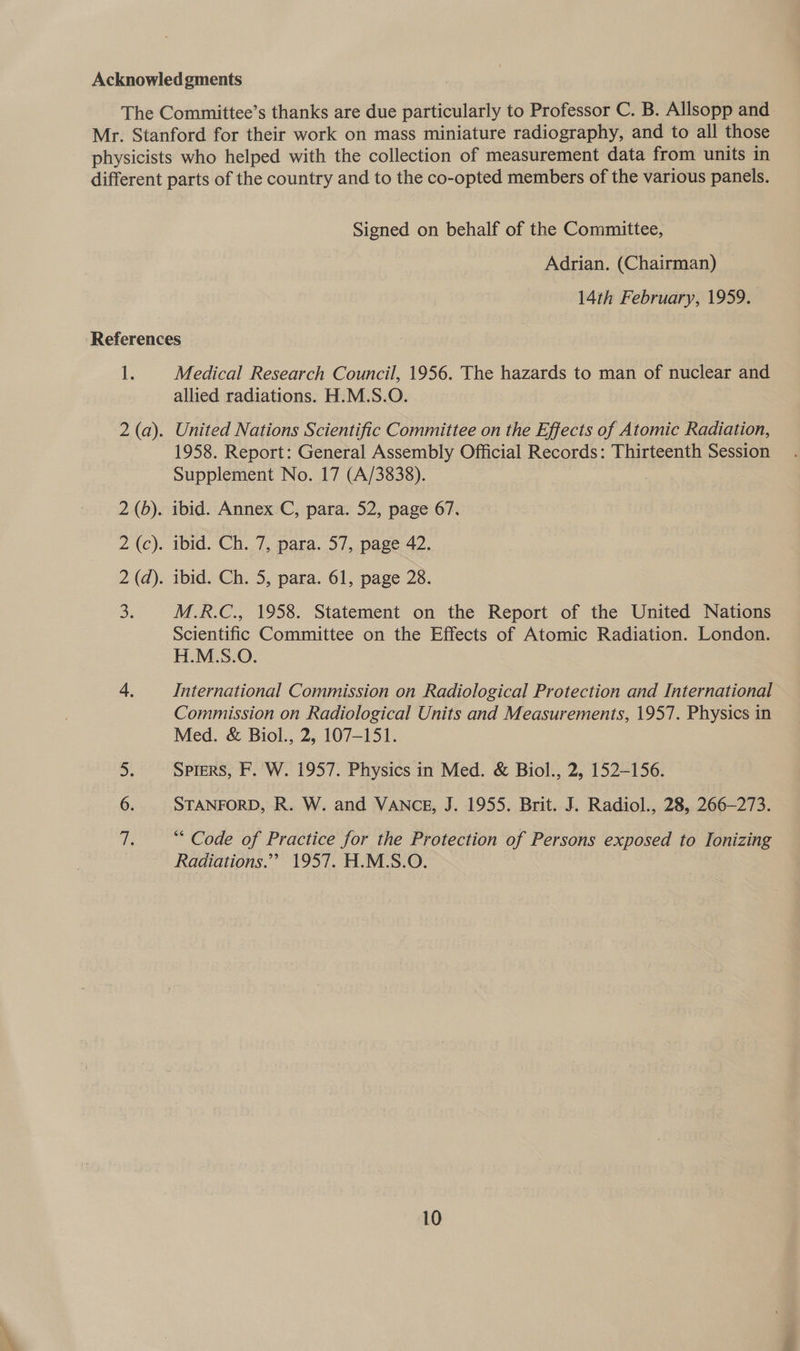 Acknowledgments
The Committee's thanks are due particularly to Professor C. B. Allsopp and
Mr. Stanford for their work on mass miniature radiography, and to all those
physicists who helped with the collection of measurement data from units in
different parts of the country and to the co-opted members of the various panels.
Signed on behalf of the Committee,
Adrian. (Chairman)
14th February, 1959.
References
1. Medical Research Council, 1956. The hazards to man of nuclear and
allied radiations. H.M.S.O.
2 (a). United Nations Scientific Committee on the Effects of Atomic Radiation,
1958. Report: General Assembly Official Records: Thirteenth Session
Supplement No. 17 (A/3838).
2 (b). ibid. Annex C, para. 52, page 67.
2 (c). ibid. Ch. 7, para. 57, page 42.
2 (d). ibid. Ch. 5, para. 61, page 28.
3. M.R.C., 1958. Statement on the Report of the United Nations
Scientific Committee on the Effects of Atomic Radiation. London.
H.M.S.O.
4. International Commission on Radiological Protection and International
Commission on Radiological Units and Measurements, 1957. Physics in
Med. & Biol., 2, 107–151.
5. SPIERS, F. W. 1957. Physics in Med. & Biol., 2, 152–156.
6. STANFORD, R. W. and VANCE, J. 1955. Brit. J. Radiol., 28, 266–273.
7. "Code of Practice for the Protection of Persons exposed to Ionizing
Radiations." 1957. H.M.S.O.
10